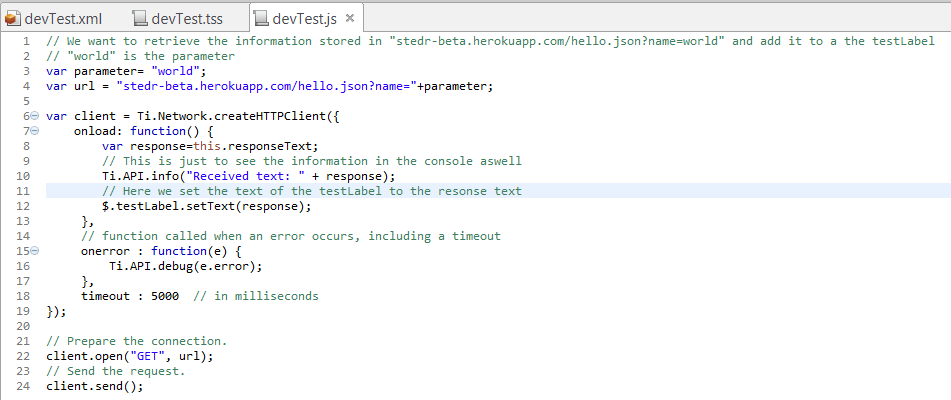 devTest.xml devTest.tss devTest.js
1 // We want to retrieve the information stored in "stedr-beta.herokuapp.com/hello.json?name=world" and add it to a the testLabel
2 // "world" is the parameter
3 var parameter= "world";
4 var url = "stedr-beta.herokuapp.com/hello.json?name="+parameter;
5
6 var client = Ti.Network.createHTTPClient({
7 onload: function() {
8 var response=this.responseText;
9 // This is just to see the information in the console aswell
10 Ti.API.info("Received text: " + response);
11 // Here we set the text of the testLabel to the resonse text
12 $.testLabel.setText(response);
13 },
14 // function called when an error occurs, including a timeout
15 onerror : function(e) {
16 Ti.API.debug(e.error);
17 },
18 timeout : 5000 // in milliseconds
19 });
20
21 // Prepare the connection.
22 client.open("GET", url);
23 // Send the request.
24 client.send();